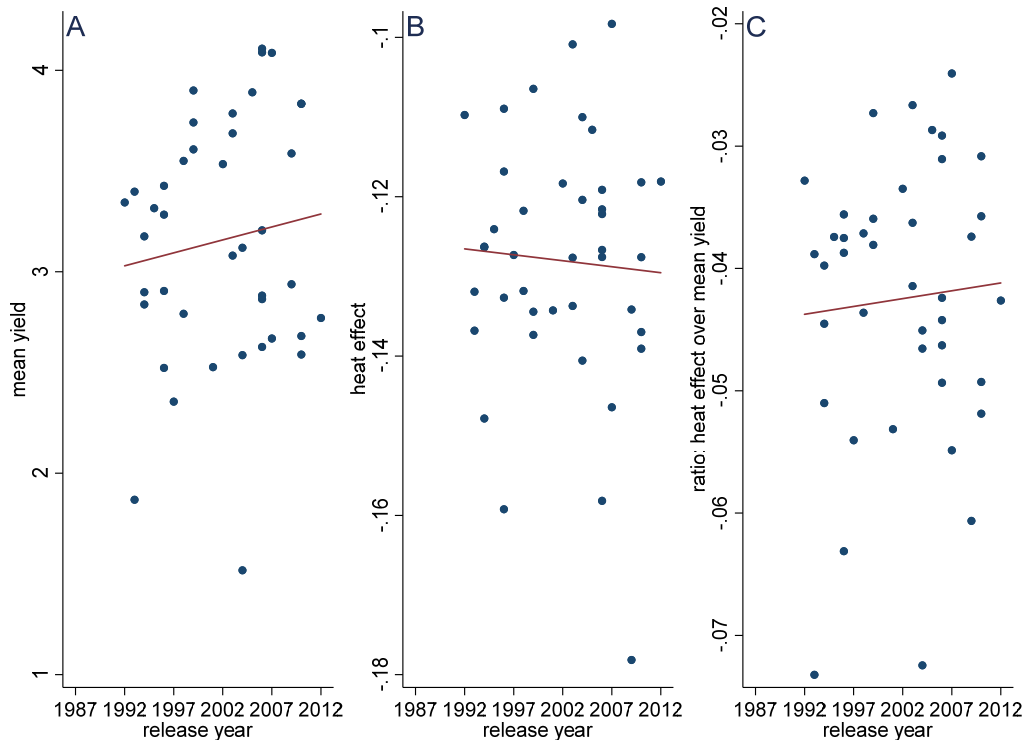 A
mean yield
4
3
2
1
1987 1992 1997 2002 2007 2012
release year
B
heat effect
-.1
-.12
-.14
-.16
-.18
1987 1992 1997 2002 2007 2012
release year
C
ratio: heat effect over mean yield
-.02
-.03
-.04
-.05
-.06
-.07
1987 1992 1997 2002 2007 2012
release year